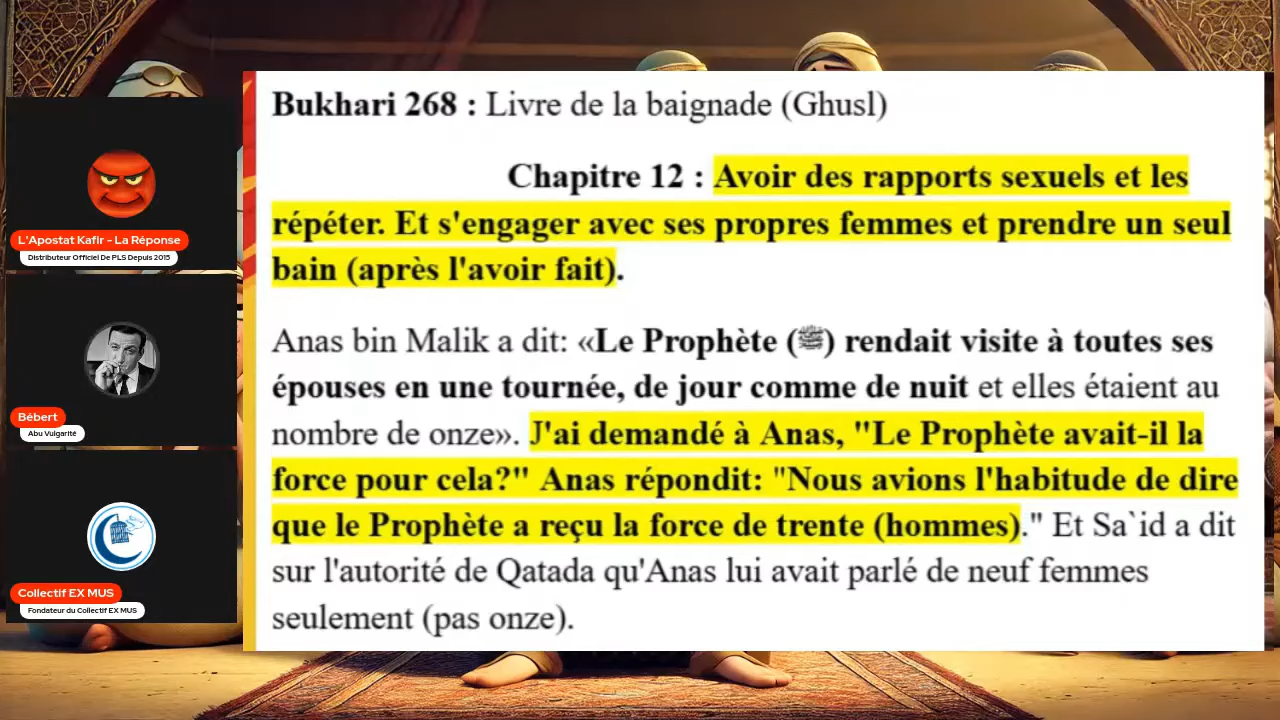 L'Apostat Kafir - La Réponse
Distributeur Officiel De PLS Depuis 2015
Bébert
Abu Vulgarité
Collectif EX MUS
Fondateur du Collectif EX MUS
Bukhari 268 : Livre de la baignade (Ghusl)
Chapitre 12 : Avoir des rapports sexuels et les
répéter. Et s'engager avec ses propres femmes et prendre un seul
bain (après l'avoir fait).
Anas bin Malik a dit: «Le Prophète (ﷺ) rendait visite à toutes ses
épouses en une tournée, de jour comme de nuit et elles étaient au
nombre de onze». J'ai demandé à Anas, "Le Prophète avait-il la
force pour cela?" Anas répondit: "Nous avions l'habitude de dire
que le Prophète a reçu la force de trente (hommes)." Et Sa`id a dit
sur l'autorité de Qatada qu'Anas lui avait parlé de neuf femmes
seulement (pas onze).